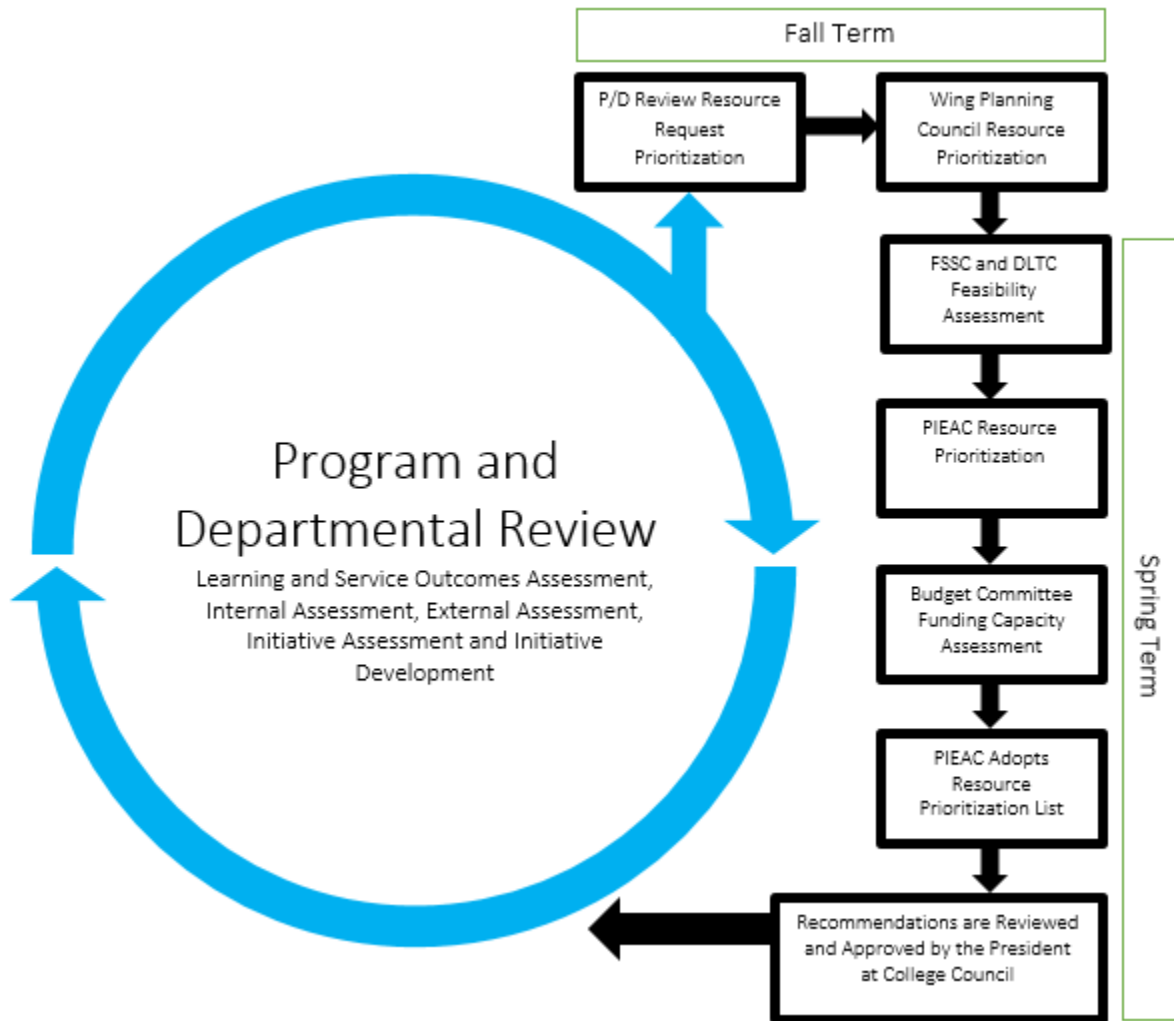 Fall Term
P/D Review Resource
Request
Prioritization
Wing Planning
Council Resource
Prioritization
FSSC and DLTC
Feasibility
Assessment
PIEAC Resource
Prioritization
Program and
Departmental Review
Learning and Service Outcomes Assessment,
Internal Assessment, External Assessment,
Initiative Assessment and Initiative
Development
Budget Committee
Funding Capacity
Assessment
PIEAC Adopts
Resource
Prioritization List
Recommendations are Reviewed
and Approved by the President
at College Council
Spring Term